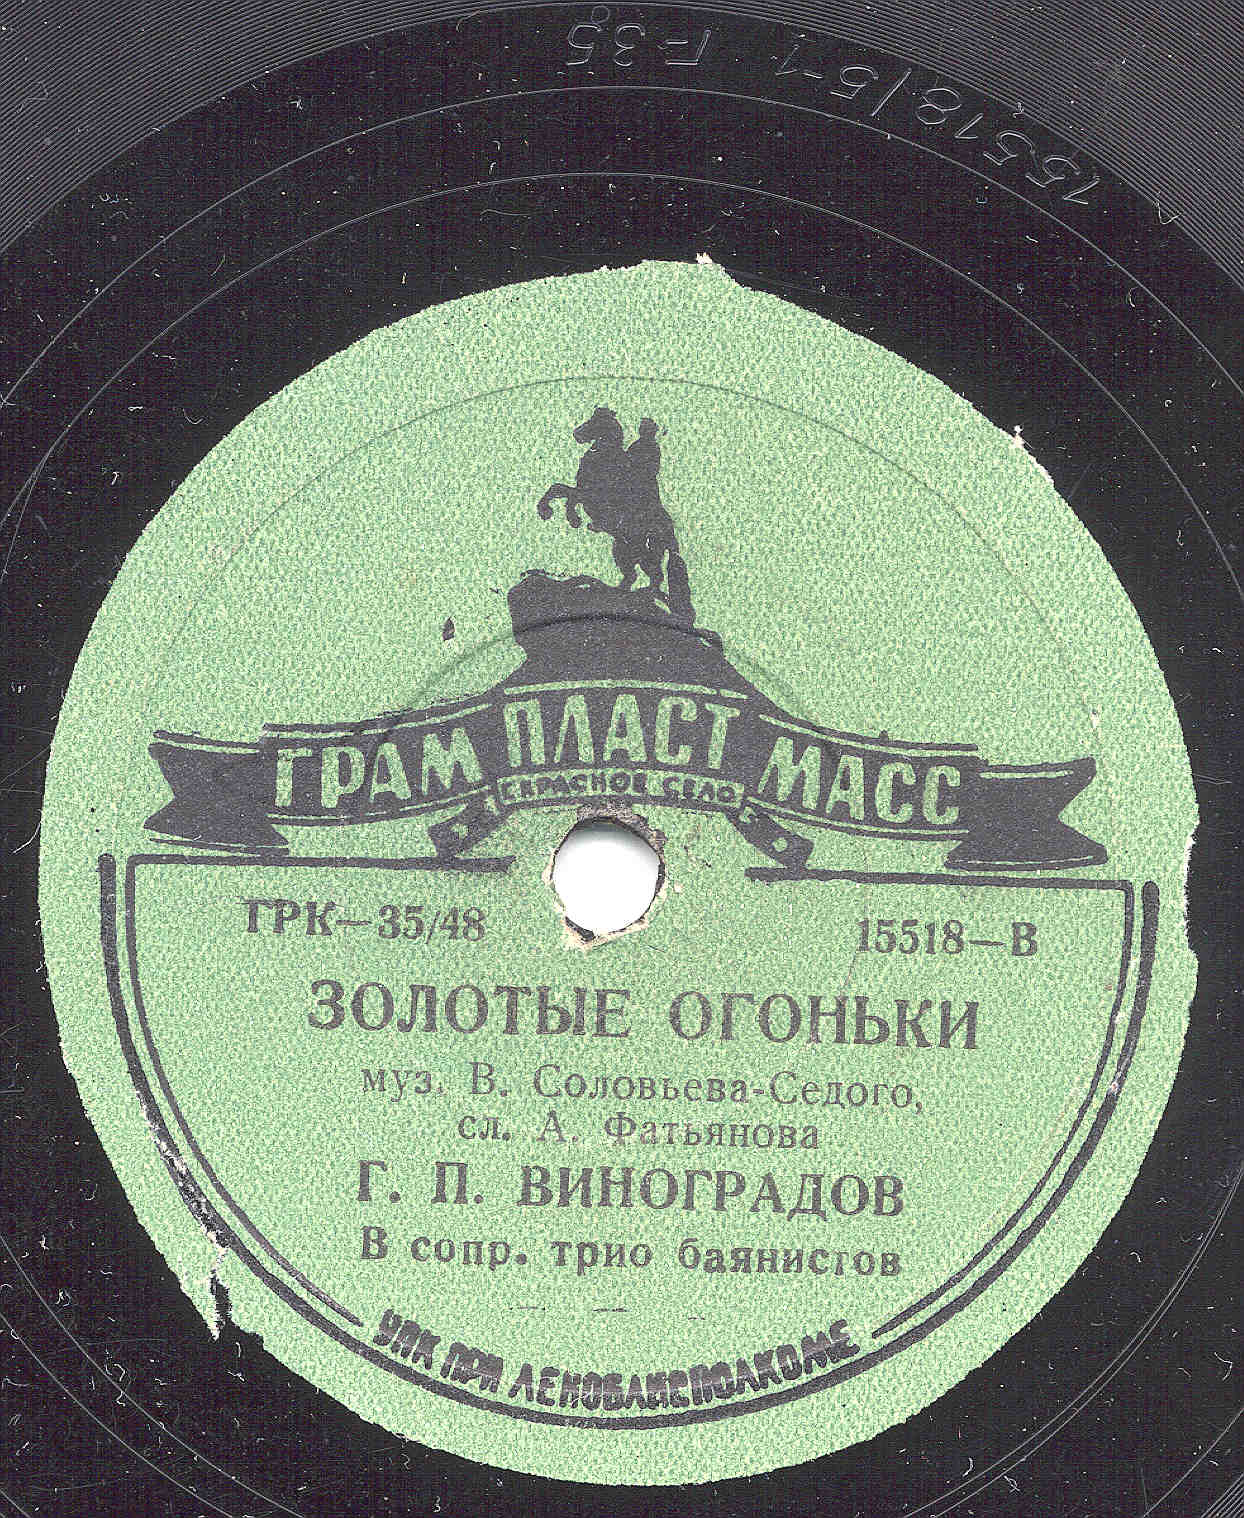 15518/5-1 Г-35
ГРАМ ПЛАСТ МАСС
КРАСНОЕ СЕЛО
ГРК—35/48
15518—В
ЗОЛОТЫЕ ОГОНЬКИ
муз. В. Соловьева-Седого,
сл. А. Фатьянова
Г. П. ВИНОГРАДОВ
В сопр. трио баянистов
УПК ПРИ ЛЕНОБЛИСПОЛКОМЕ